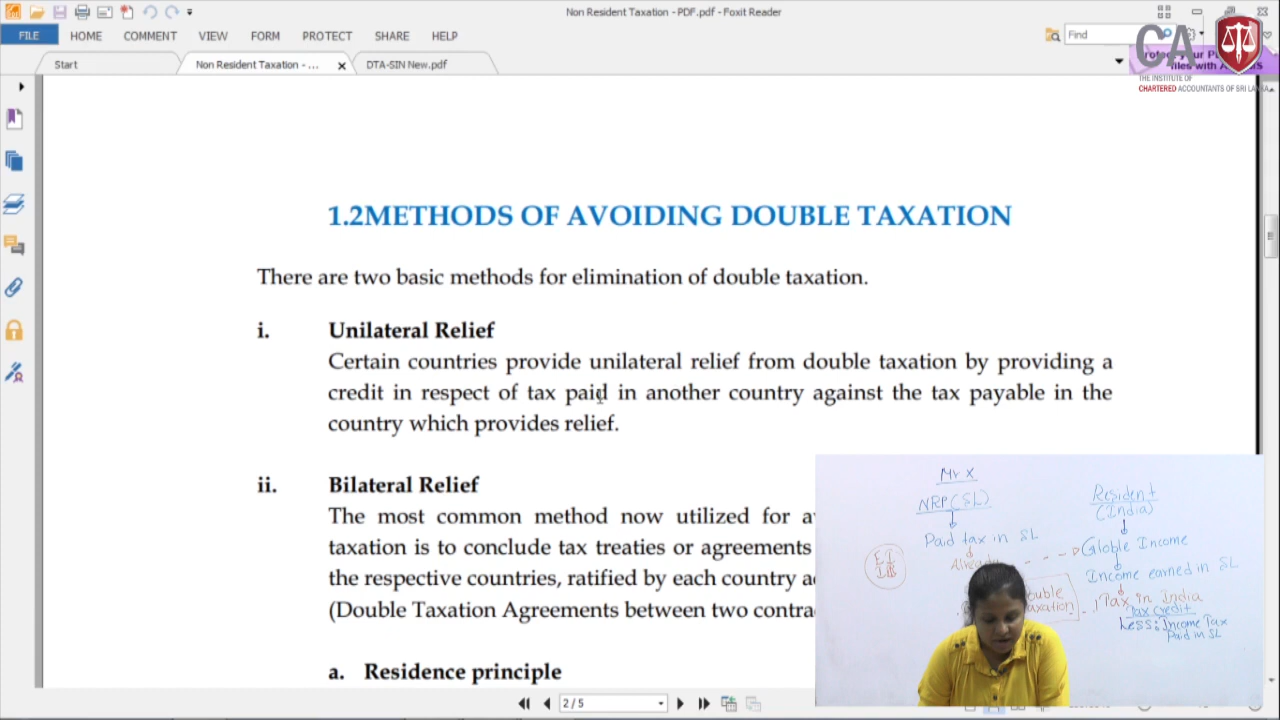 Non Resident Taxation - PDF.pdf - Foxit Reader
FILE HOME COMMENT VIEW FORM PROTECT SHARE HELP
Find
CA
THE INSTITUTE OF
CHARTERED ACCOUNTANTS OF SRI LANKA
Start Non Resident Taxation - ... DTA-SIN New.pdf
files with
1.2METHODS OF AVOIDING DOUBLE TAXATION
There are two basic methods for elimination of double taxation.
i. Unilateral Relief
Certain countries provide unilateral relief from double taxation by providing a
credit in respect of tax paid in another country against the tax payable in the
country which provides relief.
ii. Bilateral Relief
The most common method now utilized for
taxation is to conclude tax treaties or agreements
the respective countries, ratified by each country
(Double Taxation Agreements between two
a. Residence principle
2 / 5
Mr X
NRP (SL)
Paid tax in SL
Already
Resident
(India)
Globle Income
Income earned in SL
Tax in India
Tax credit
Less: Income Tax
Paid in SL